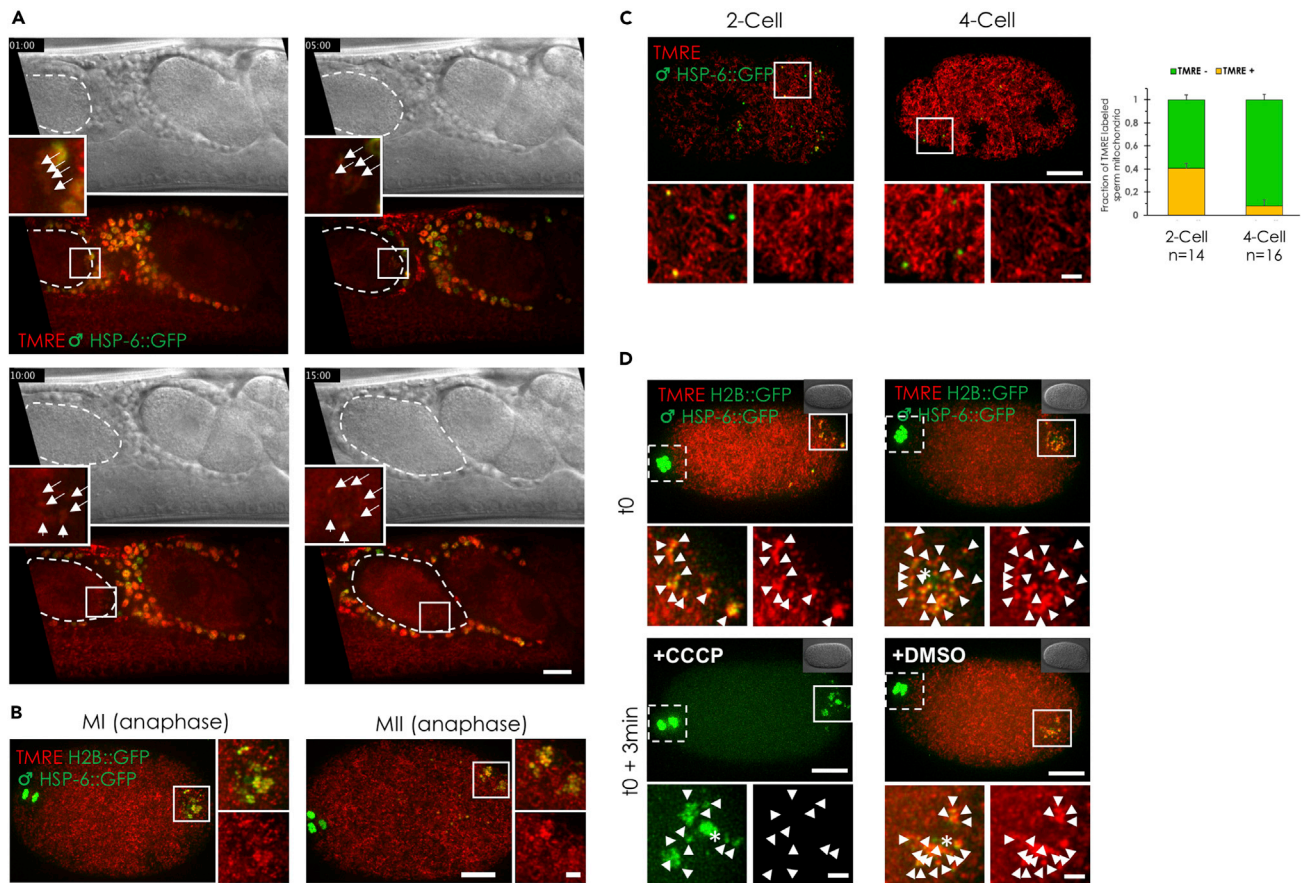 A
01:00
05:00
TMRE ♂ HSP-6::GFP
10:00
15:00
B
MI (anaphase)
MII (anaphase)
TMRE H2B::GFP
♂ HSP-6::GFP
C
2-Cell
4-Cell
TMRE
♂ HSP-6::GFP
TMRE - TMRE +
Fraction of TMRE labeled
sperm mitochondria
1
0,8
0,6
0,4
0,2
0
2-Cell
n=14
4-Cell
n=16
D
t0
TMRE H2B::GFP
♂ HSP-6::GFP
TMRE H2B::GFP
♂ HSP-6::GFP
*
t0 + 3min
+CCCP
+DMSO
*
*